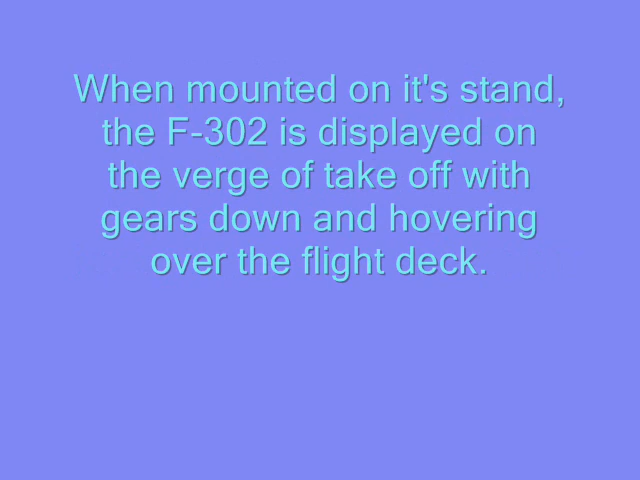 When mounted on it's stand,
the F-302 is displayed on
the verge of take off with
gears down and hovering
over the flight deck.